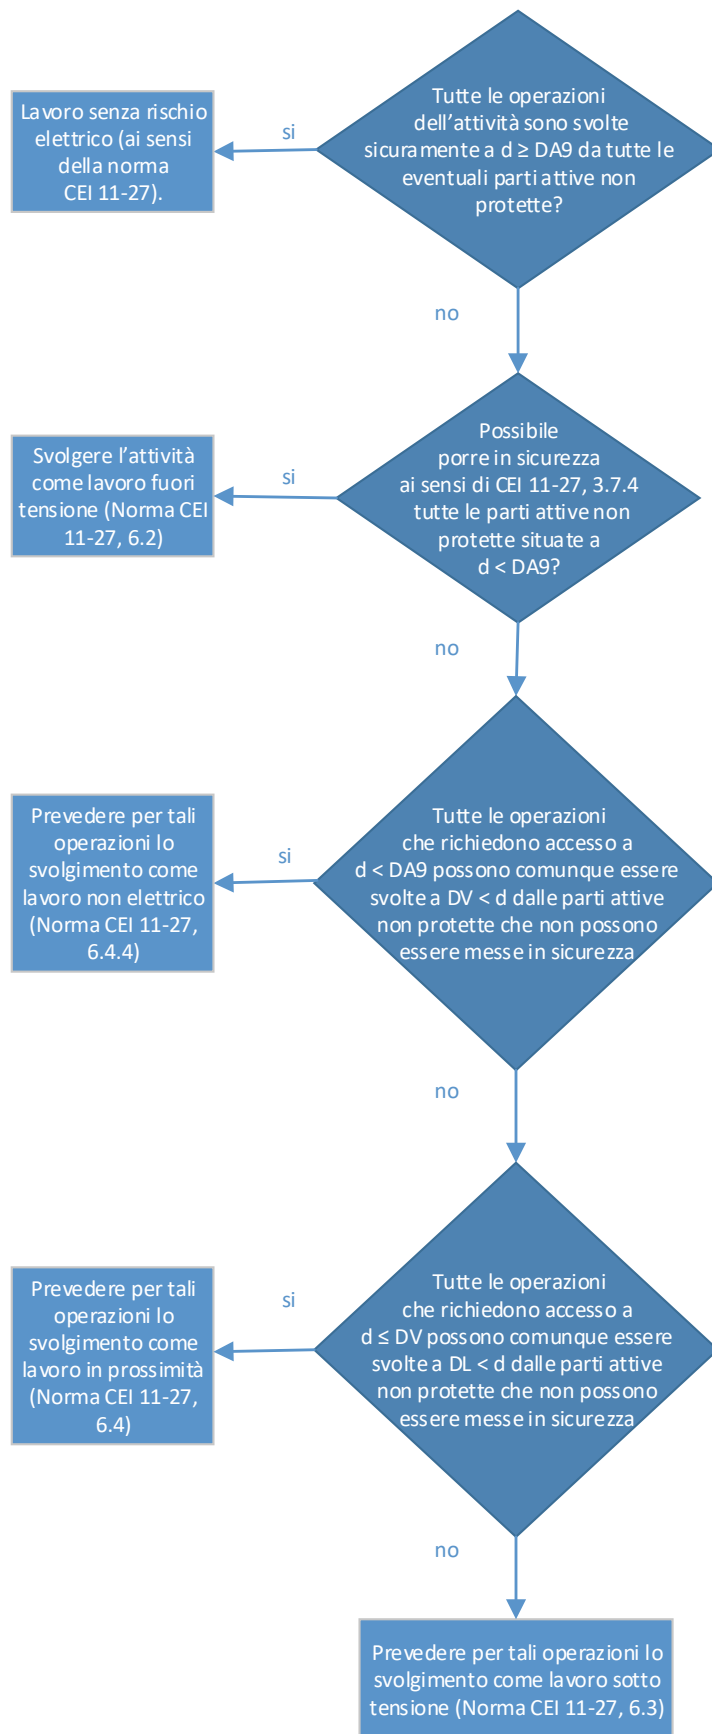 Tutte le operazioni
dell’attività sono svolte
sicuramente a d ≥ DA9 da tutte le
eventuali parti attive non
protette?
si
Lavoro senza rischio
elettrico (ai sensi
della norma
CEI 11-27).
no
Possibile
porre in sicurezza
ai sensi di CEI 11-27, 3.7.4
tutte le parti attive non
protette situate a
d < DA9?
si
Svolgere l’attività
come lavoro fuori
tensione (Norma CEI
11-27, 6.2)
no
Tutte le operazioni
che richiedono accesso a
d < DA9 possono comunque essere
svolte a DV < d dalle parti attive
non protette che non possono
essere messe in sicurezza
si
Prevedere per tali
operazioni lo
svolgimento come
lavoro non elettrico
(Norma CEI 11-27,
6.4.4)
no
Tutte le operazioni
che richiedono accesso a
d ≤ DV possono comunque essere
svolte a DL < d dalle parti attive
non protette che non possono
essere messe in sicurezza
si
Prevedere per tali
operazioni lo
svolgimento come
lavoro in prossimità
(Norma CEI 11-27,
6.4)
no
Prevedere per tali operazioni lo
svolgimento come lavoro sotto
tensione (Norma CEI 11-27, 6.3)